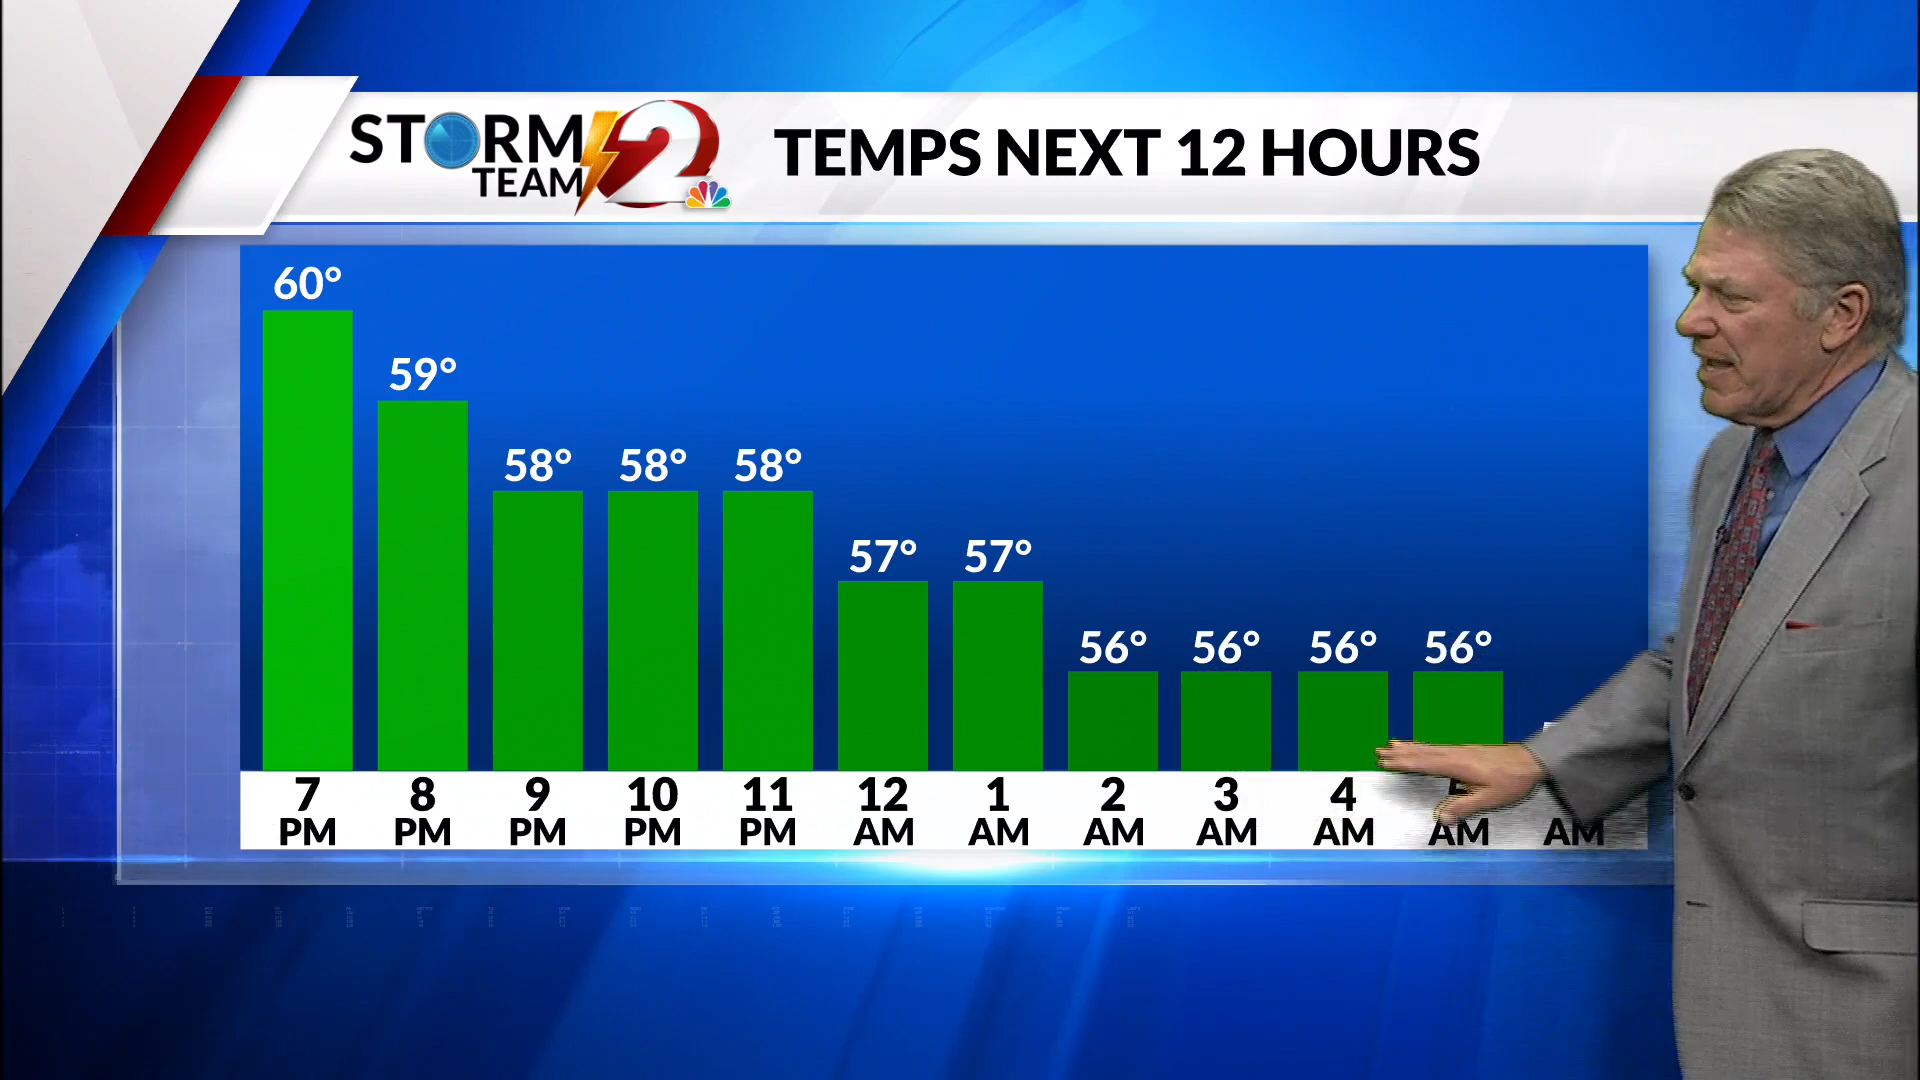 STORM
TEAM 2
TEMPS NEXT 12 HOURS
60°
59°
58° 58° 58°
57° 57°
56° 56° 56° 56°
7 8 9 10 11 12 1 2 3 4
PM PM PM PM PM AM AM AM AM AM AM AM